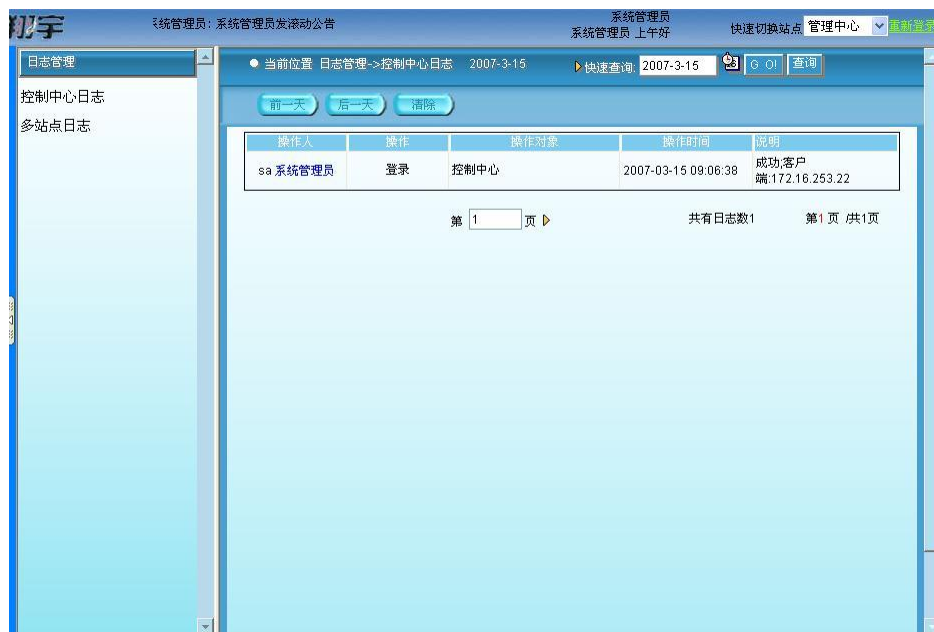 翔宇
系统管理员: 系统管理员发滚动公告
系统管理员
系统管理员 上午好
快速切换站点 管理中心 重新登录
日志管理
控制中心日志
多站点日志
当前位置 日志管理->控制中心日志 2007-3-15
快速查询: 2007-3-15 G O! 查询
前一天 后一天 清除
操作人 操作 操作对象 操作时间 说明
sa 系统管理员 登录 控制中心 2007-03-15 09:06:38 成功;客户
端:172.16.253.22
第 1 页 共有日志数1 第1 页 /共1页